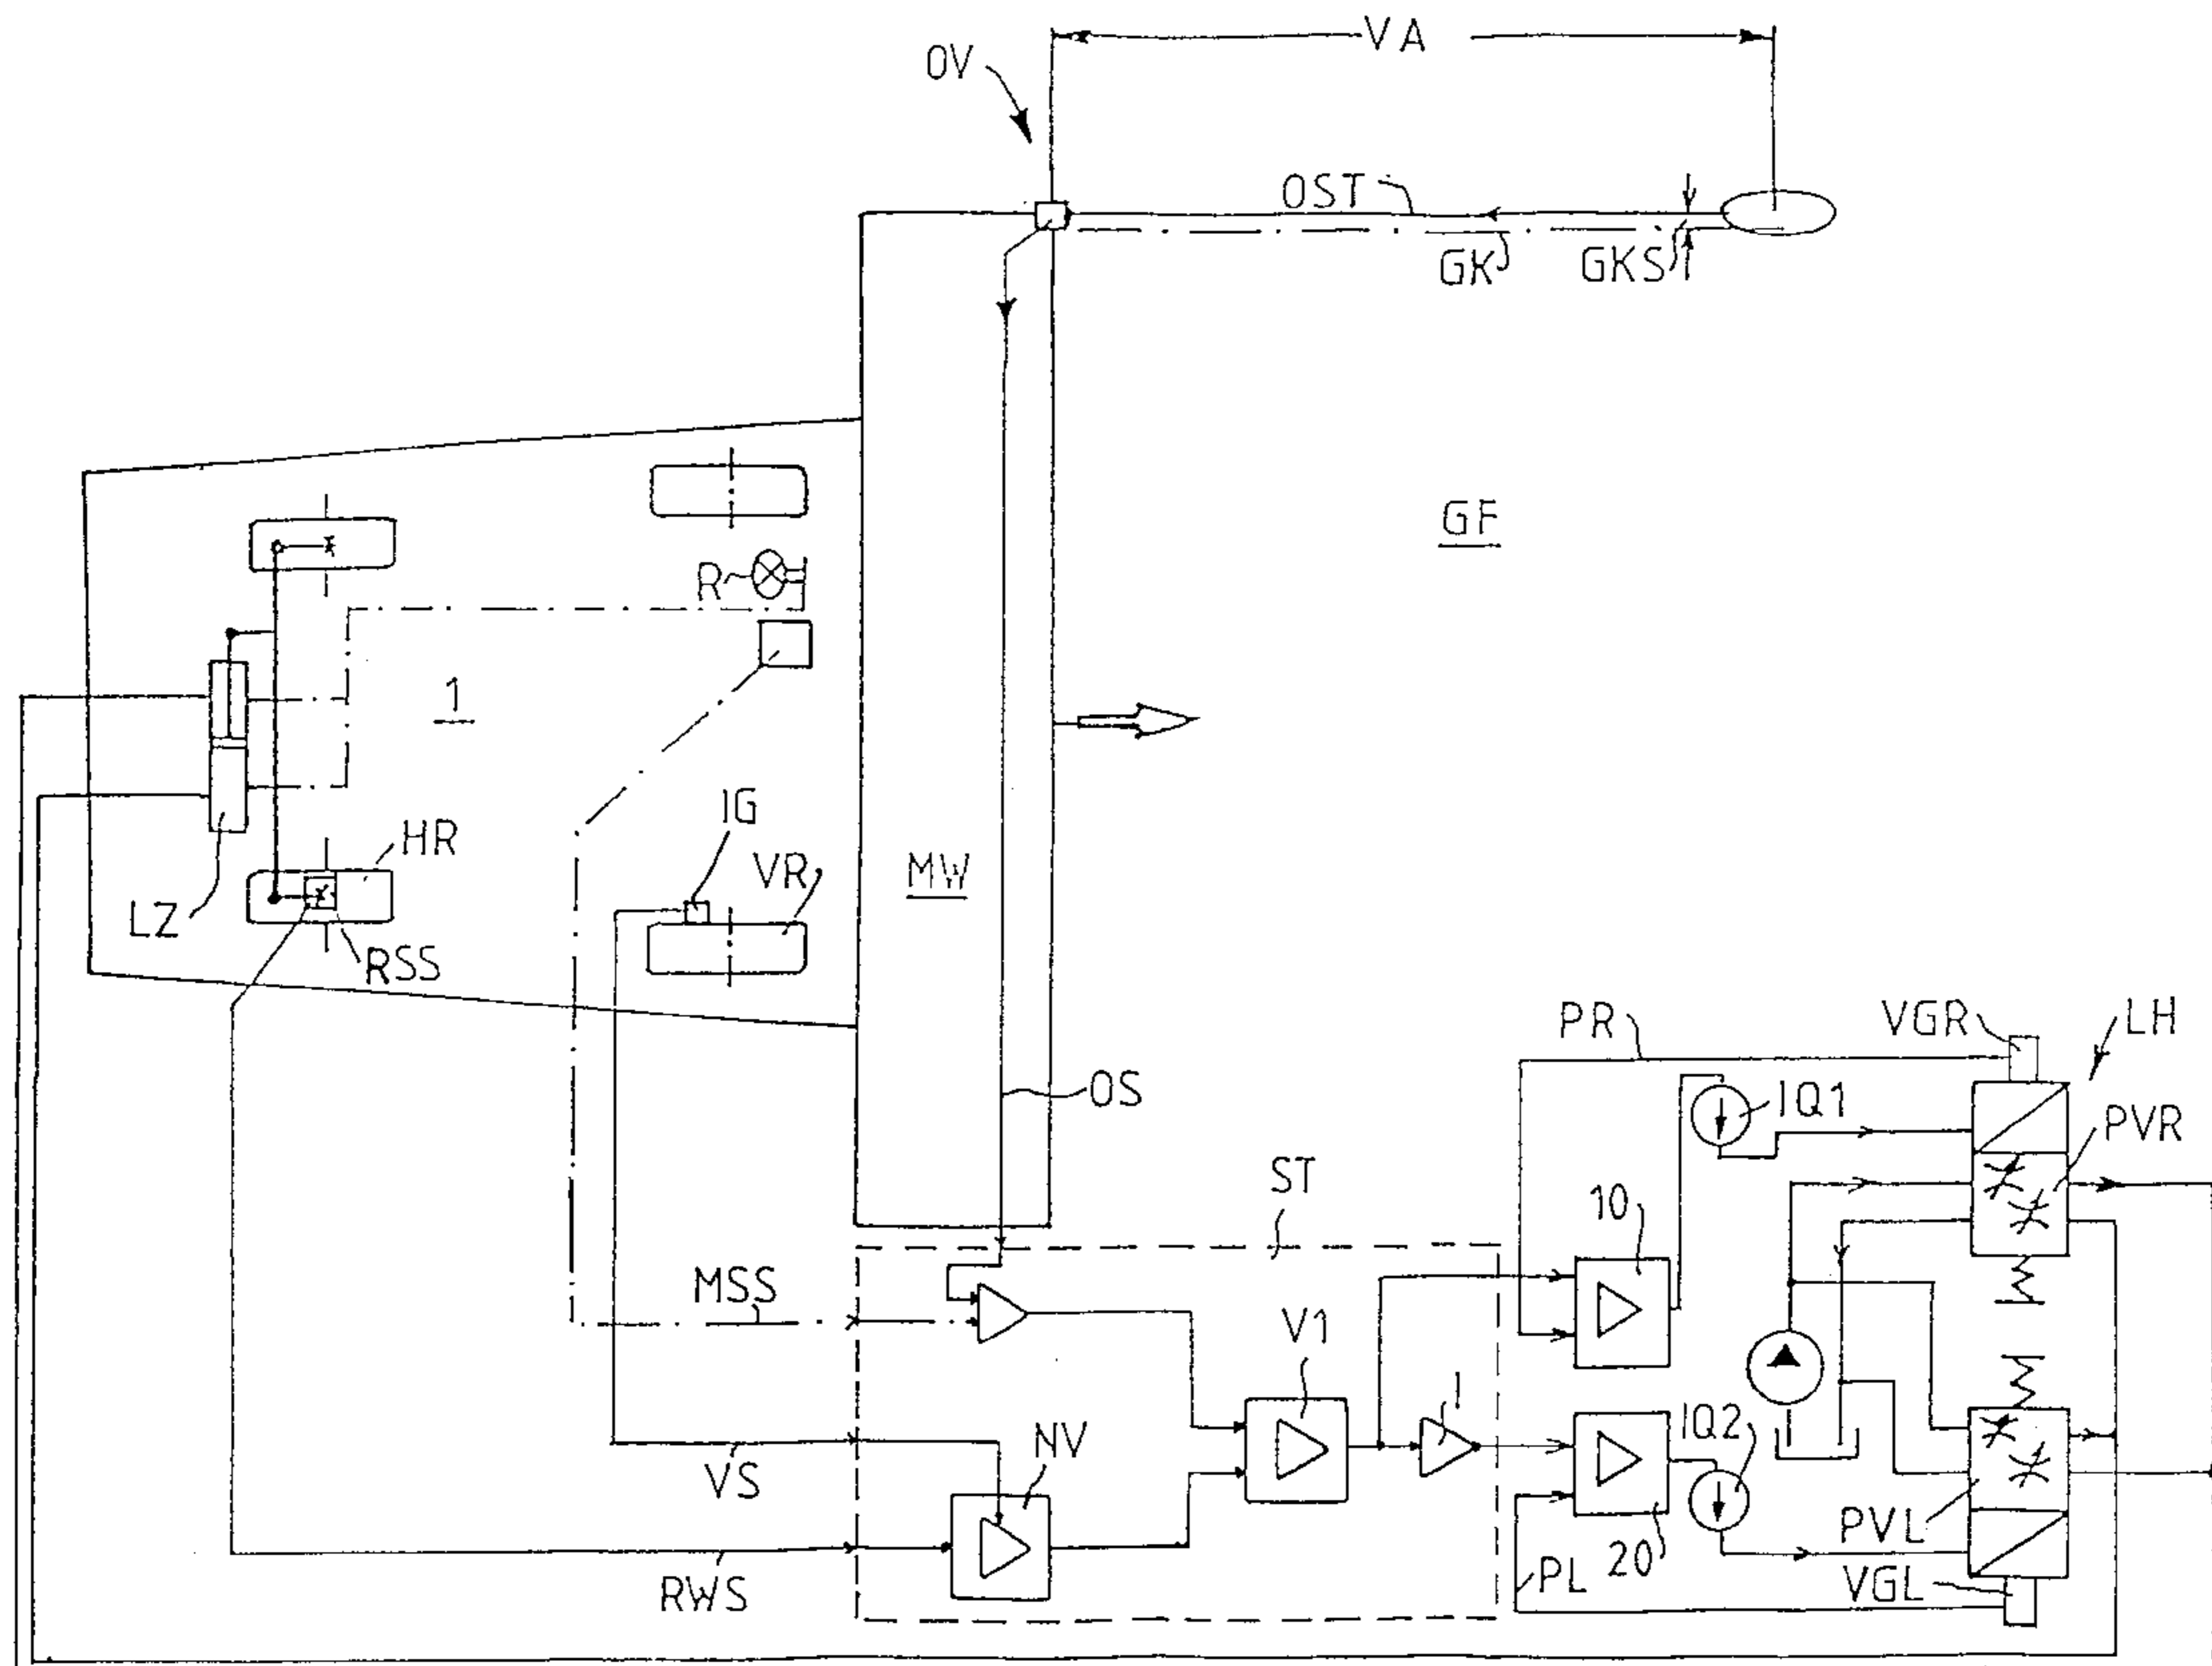 VA
OV
OST
GK
GKS
GF
R
1
IG
HR
VR
MW
LZ
RSS
PR
VGR
LH
OS
IQ1
PVR
ST
10
MSS
V1
I
NV
IQ2
VS
PVL
20
PL
VGL
RWS